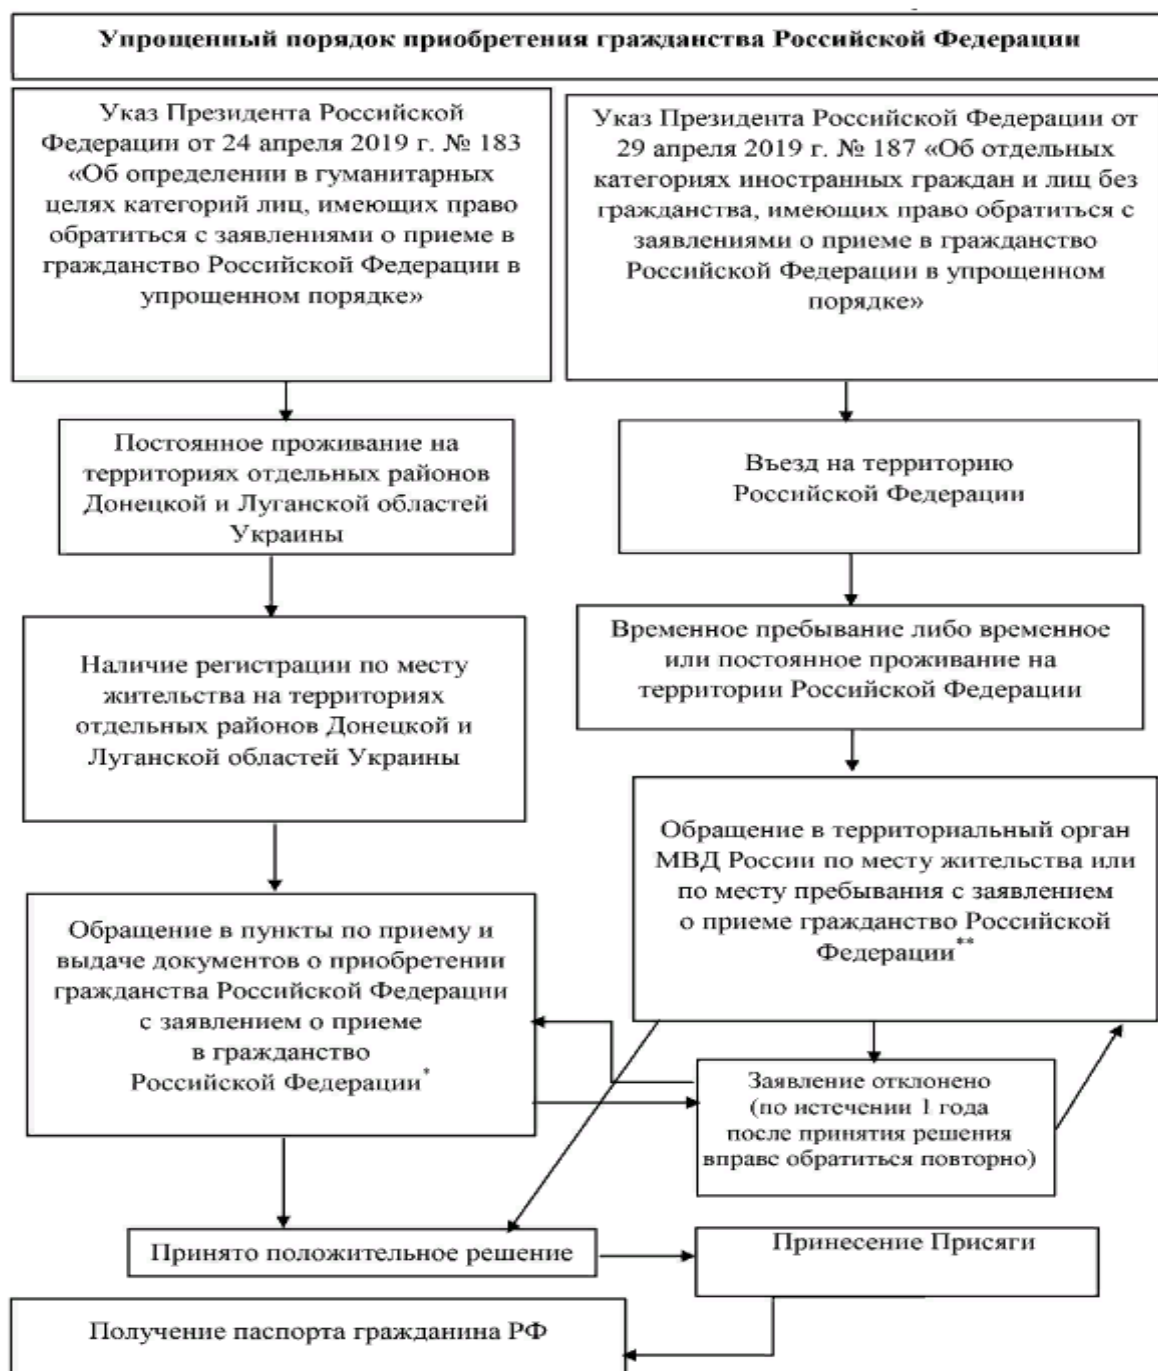 Упрощенный порядок приобретения гражданства Российской Федерации
Указ Президента Российской
Федерации от 24 апреля 2019 г. № 183
«Об определении в гуманитарных
целях категорий лиц, имеющих право
обратиться с заявлениями о приеме в
гражданство Российской Федерации в
упрощенном порядке»
Указ Президента Российской Федерации от
29 апреля 2019 г. № 187 «Об отдельных
категориях иностранных граждан и лиц без
гражданства, имеющих право обратиться с
заявлениями о приеме в гражданство
Российской Федерации в упрощенном
порядке»
Постоянное проживание на
территориях отдельных районов
Донецкой и Луганской областей
Украины
Въезд на территорию
Российской Федерации
Наличие регистрации по месту
жительства на территориях
отдельных районов Донецкой и
Луганской областей Украины
Временное пребывание либо временное
или постоянное проживание на
территории Российской Федерации
Обращение в территориальный орган
МВД России по месту жительства или
по месту пребывания с заявлением
о приеме гражданство Российской
Федерации**
Обращение в пункты по приему и
выдаче документов о приобретении
гражданства Российской Федерации
с заявлением о приеме
в гражданство
Российской Федерации*
Заявление отклонено
(по истечении 1 года
после принятия решения
вправе обратиться повторно)
Принято положительное решение
Принесение Присяги
Получение паспорта гражданина РФ